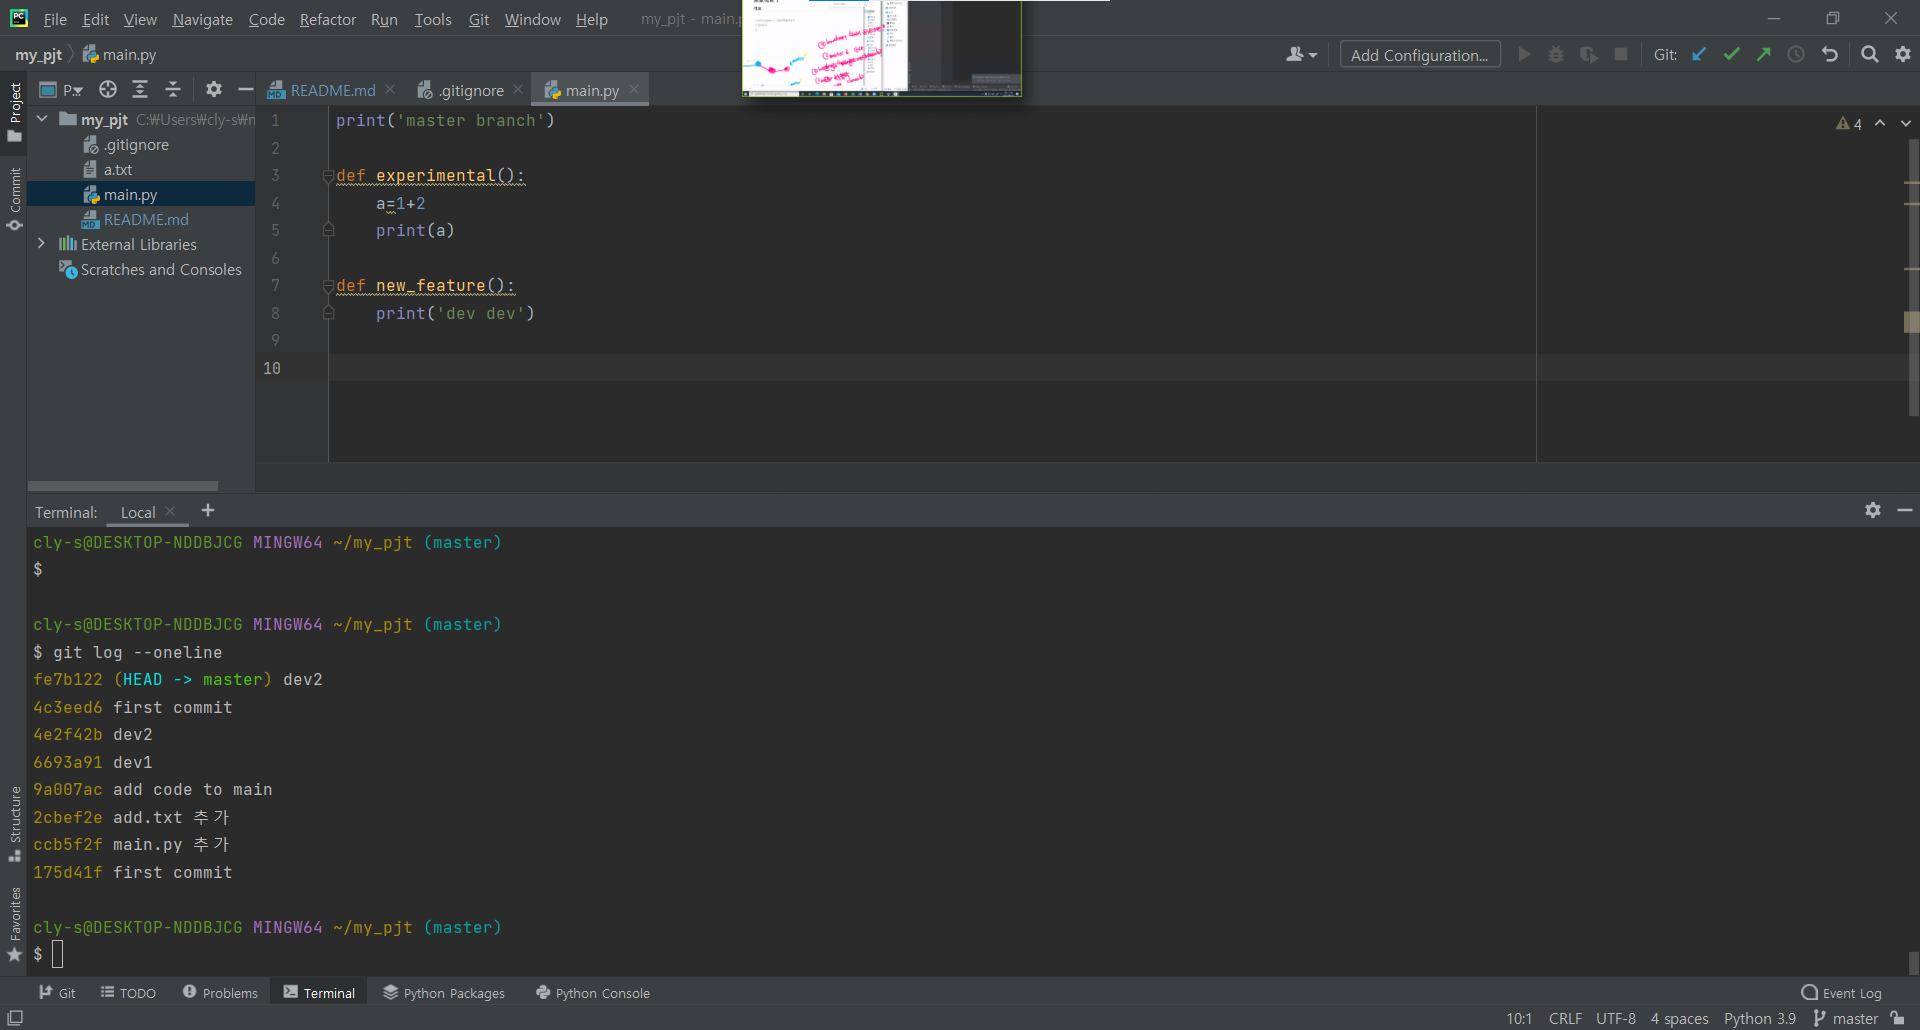 File Edit View Navigate Code Refactor Run Tools Git Window Help my_pjt - main.p
my_pjt main.py
Add Configuration... Git:
P...
README.md .gitignore main.py
Project
Commit
Structure
Favorites
my_pjt C:₩Users₩cly-s₩m
.gitignore
a.txt
main.py
README.md
External Libraries
Scratches and Consoles
1 print('master branch')
2
3 def experimental():
4 a=1+2
5 print(a)
6
7 def new_feature():
8 print('dev dev')
9
10
4
Terminal: Local
cly-s@DESKTOP-NDDBJCG MINGW64 ~/my_pjt (master)
$
cly-s@DESKTOP-NDDBJCG MINGW64 ~/my_pjt (master)
$ git log --oneline
fe7b122 (HEAD -> master) dev2
4c3eed6 first commit
4e2f42b dev2
6693a91 dev1
9a007ac add code to main
2cbef2e add.txt 추가
ccb5f2f main.py 추가
175d41f first commit
cly-s@DESKTOP-NDDBJCG MINGW64 ~/my_pjt (master)
$
Git TODO Problems Terminal Python Packages Python Console Event Log
10:1 CRLF UTF-8 4 spaces Python 3.9 master